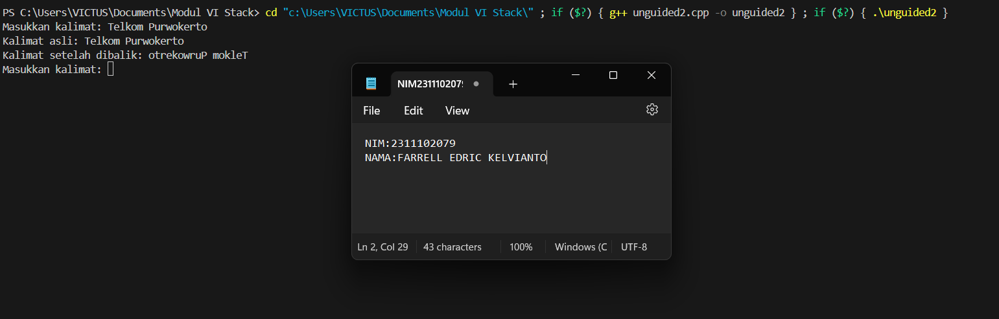 PS C:\Users\VICTUS\Documents\Modul VI Stack> cd "c:\Users\VICTUS\Documents\Modul VI Stack\" ; if ($?) { g++ unguided2.cpp -o unguided2 } ; if ($?) { .\unguided2 }
Masukkan kalimat: Telkom Purwokerto
Kalimat asli: Telkom Purwokerto
Kalimat setelah dibalik: otrekowruP mokleT
Masukkan kalimat:
NIM2311102079
File Edit View
NIM:2311102079
NAMA:FARRELL EDRIC KELVIANTO
Ln 2, Col 29 43 characters 100% Windows (C UTF-8